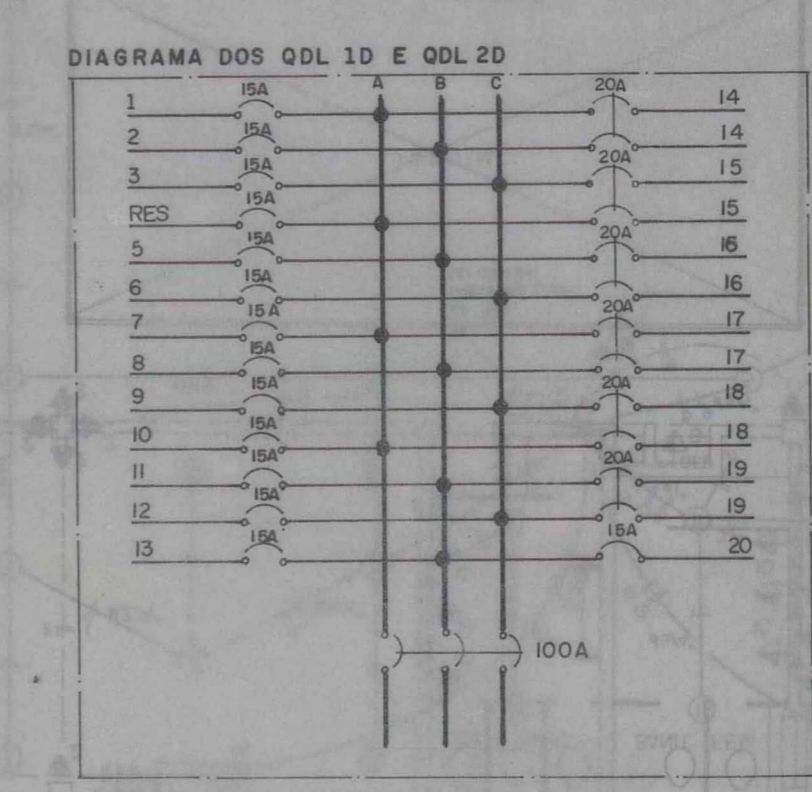 DIAGRAMA DOS QDL 1D E QDL 2D
A B C
15A 20A
1 14
15A
2 14
15A 20A
3 15
15A
RES 15
15A 20A
5 16
15A
6 16
15A 20A
7 17
15A
8 17
15A 20A
9 18
15A
10 18
15A 20A
11 19
15A
12 19
15A 15A
13 20
100A